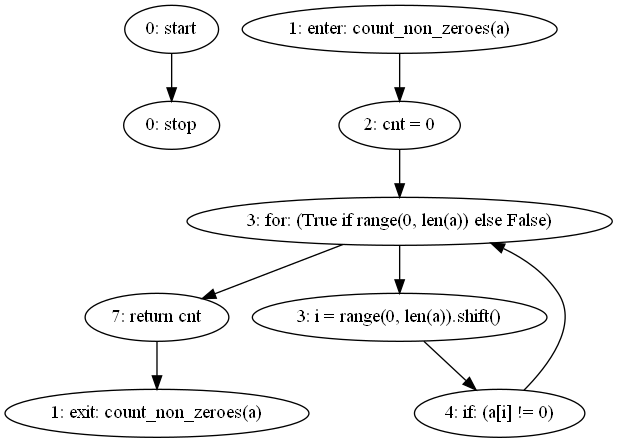 0: start
1: enter: count_non_zeroes(a)
0: stop
2: cnt = 0
3: for: (True if range(0, len(a)) else False)
7: return cnt
3: i = range(0, len(a)).shift()
1: exit: count_non_zeroes(a)
4: if: (a[i] != 0)